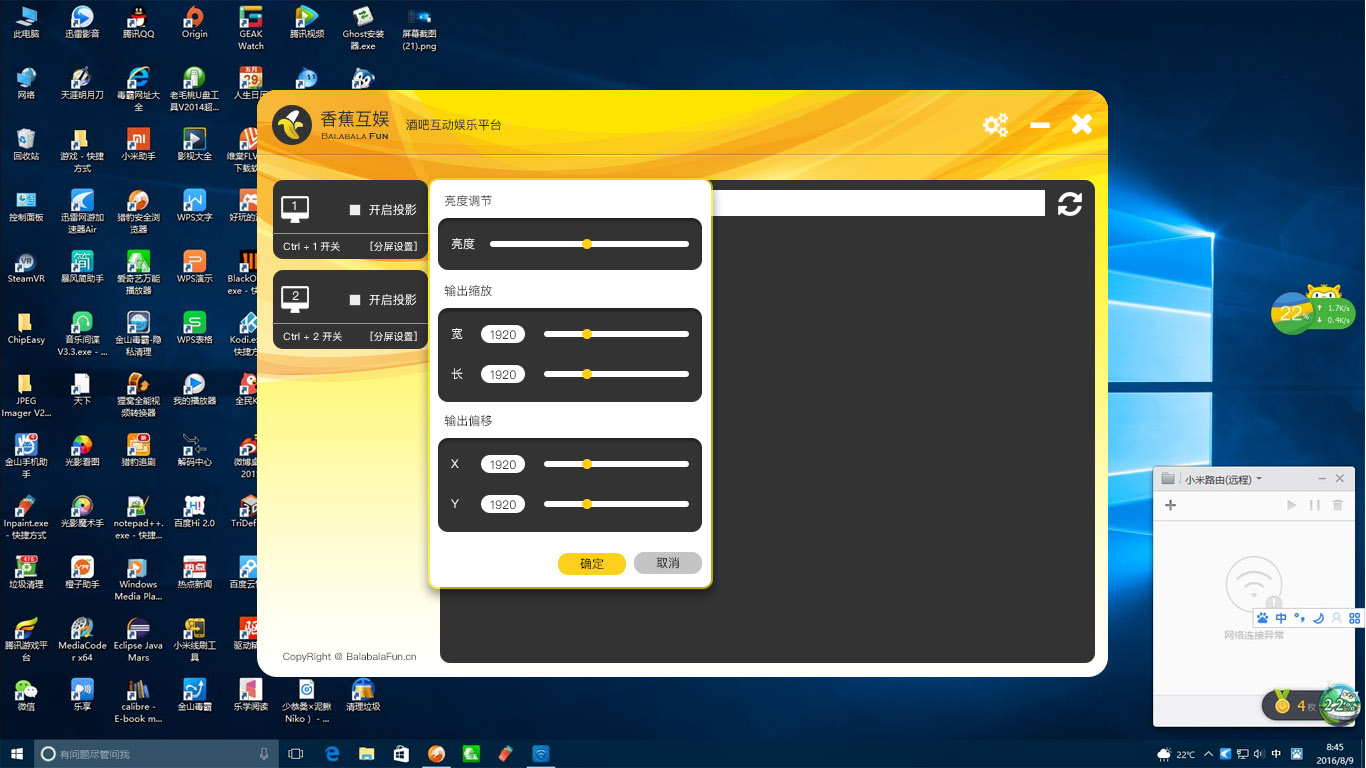 此电脑
迅雷影音
腾讯QQ
Origin
GEAK
Watch
腾讯视频
Ghost安装
器.exe
屏幕截图
(21).png
网络
天涯明月刀
毒霸网址大
全
老毛桃U盘工
具V2014超...
人生日历
回收站
游戏 - 快捷
方式
小米助手
影视大全
维棠FLV
下载软
控制面板
迅雷网游加
速器Air
猎豹安全浏
览器
WPS文字
好玩的
SteamVR
暴风简助手
爱奇艺万能
播放器
WPS演示
BlackO
exe - 快
ChipEasy
音乐间谍
V3.3.exe - ...
金山毒霸-隐
私清理
WPS表格
Kodi.e
快捷方
JPEG
Imager V2...
天下
狸窝全能视
频转换器
我的播放器
全民K
金山手机助
手
光影看图
猎豹追剧
解码中心
微博桌
201
Inpaint.exe
- 快捷方式
光影魔术手
notepad++.
exe - 快捷...
百度Hi 2.0
TriDef
垃圾清理
橙子助手
Windows
Media Pla...
热点新闻
百度云管
腾讯游戏平
台
MediaCode
r x64
Eclipse Java
Mars
小米线刷工
具
驱动精
微信
乐享
calibre -
E-book m...
金山毒霸
乐学阅读
少恭桑×泥鳅
Niko ） - ...
清理垃圾
香蕉互娱
BALABALA FUN
酒吧互动娱乐平台
1
开启投影
Ctrl + 1 开关
[分屏设置]
2
开启投影
Ctrl + 2 开关
[分屏设置]
亮度调节
亮度
输出缩放
宽
1920
长
1920
输出偏移
X
1920
Y
1920
确定
取消
CopyRight @ BalabalaFun.cn
22%
1.7K/s
0.4K/s
小米路由(远程)
网络连接异常
中
4枚
22%
有问题尽管问我
22℃
中
8:45
2016/8/9